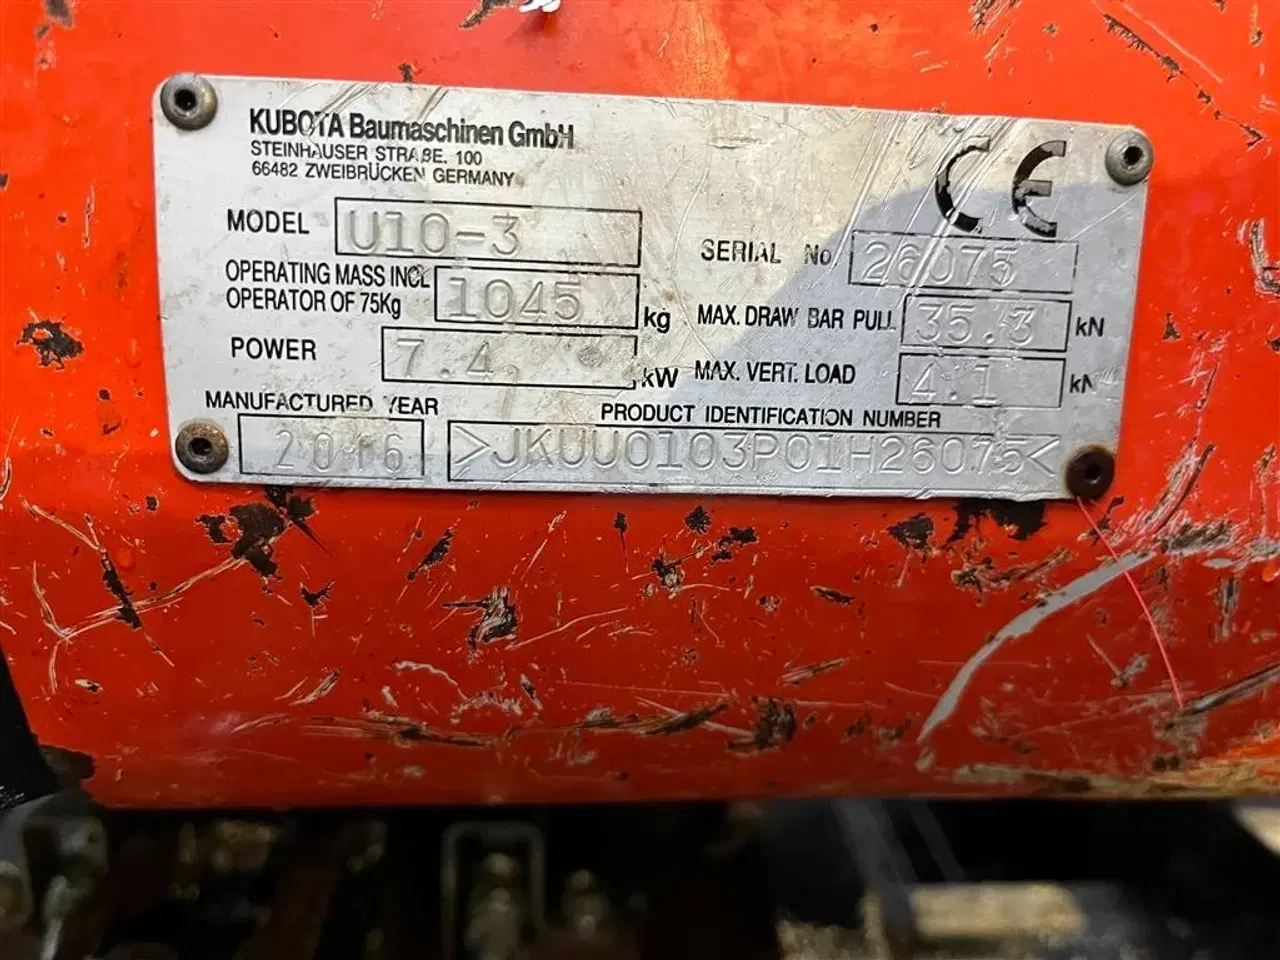 KUBOTA Baumaschinen GmbH
STEINHAUSER STRAßE. 100
66482 ZWEIBRÜCKEN GERMANY
CE
MODEL U10-3
SERIAL No. 26075
OPERATING MASS INCL
OPERATOR OF 75Kg 1045 kg
MAX. DRAW BAR PULL 35.3 kN
POWER 7.4 kW
MAX. VERT. LOAD 4.1 kN
MANUFACTURED YEAR
2016
PRODUCT IDENTIFICATION NUMBER
>JKUU0103P01H26075<